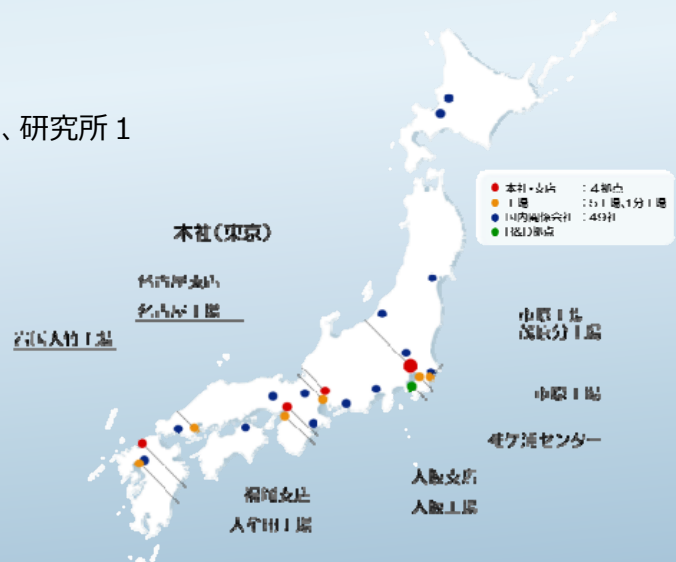 、研究所１
本社・支店　：４拠点
工場　：5工場、1分工場
国内関係会社　：49社
R&D拠点
本社（東京）
名古屋支店
名古屋工場
岩国大竹工場
市原工場
茂原分工場
市原工場
袖ケ浦センター
大阪支店
大阪工場
福岡支店
大牟田工場